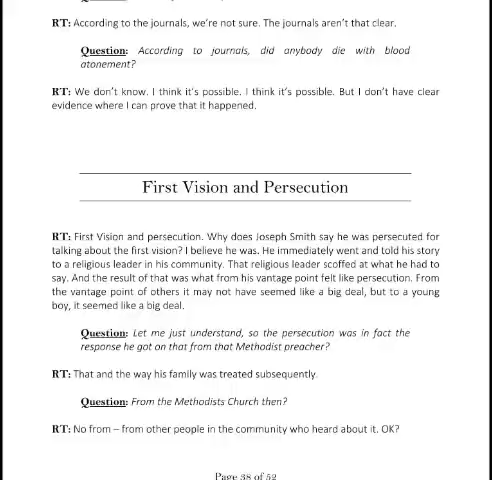 RT: According to the journals, we're not sure. The journals aren't that clear.
Question: According to journals, did anybody die with blood
atonement?
RT: We don't know. I think it's possible. I think it's possible. But I don't have clear
evidence where I can prove that it happened.
First Vision and Persecution
RT: First Vision and persecution. Why does Joseph Smith say he was persecuted for
talking about the first vision? I believe he was. He immediately went and told his story
to a religious leader in his community. That religious leader scoffed at what he had to
say. And the result of that was what from his vantage point felt like persecution. From
the vantage point of others it may not have seemed like a big deal, but to a young
boy, it seemed like a big deal.
Question: Let me just understand, so the persecution was in fact the
response he got on that from that Methodist preacher?
RT: That and the way his family was treated subsequently.
Question: From the Methodists Church then?
RT: No from – from other people in the community who heard about it. OK?
Page 38 of 52